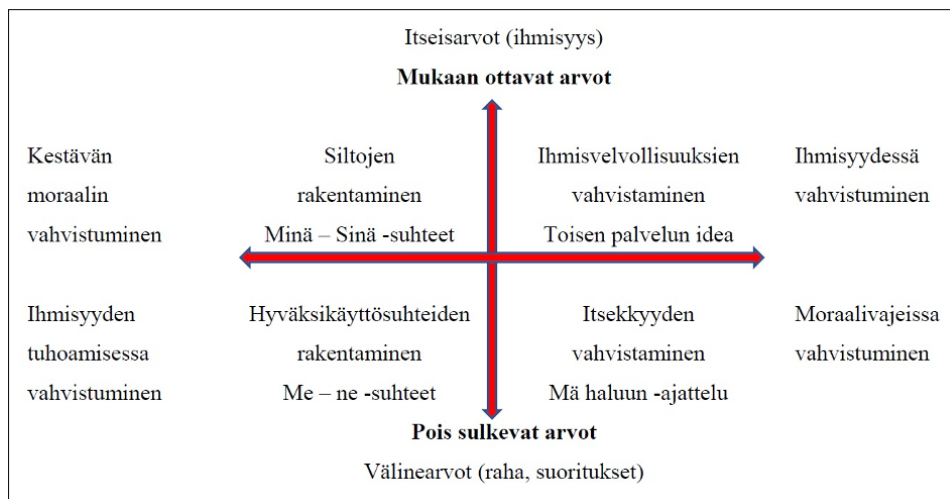 Itseisarvot (ihmisyys)
Mukaan ottavat arvot
Kestävän
moraalin
vahvistuminen
Siltojen
rakentaminen
Minä – Sinä -suhteet
Ihmisvelvollisuuksien
vahvistaminen
Toisen palvelun idea
Ihmisyydessä
vahvistuminen
Ihmisyyden
tuhoamisessa
vahvistuminen
Hyväksikäyttösuhteiden
rakentaminen
Me – ne -suhteet
Itsekkyyden
vahvistaminen
Mä haluun -ajattelu
Moraalivajeissa
vahvistuminen
Pois sulkevat arvot
Välinearvot (raha, suoritukset)